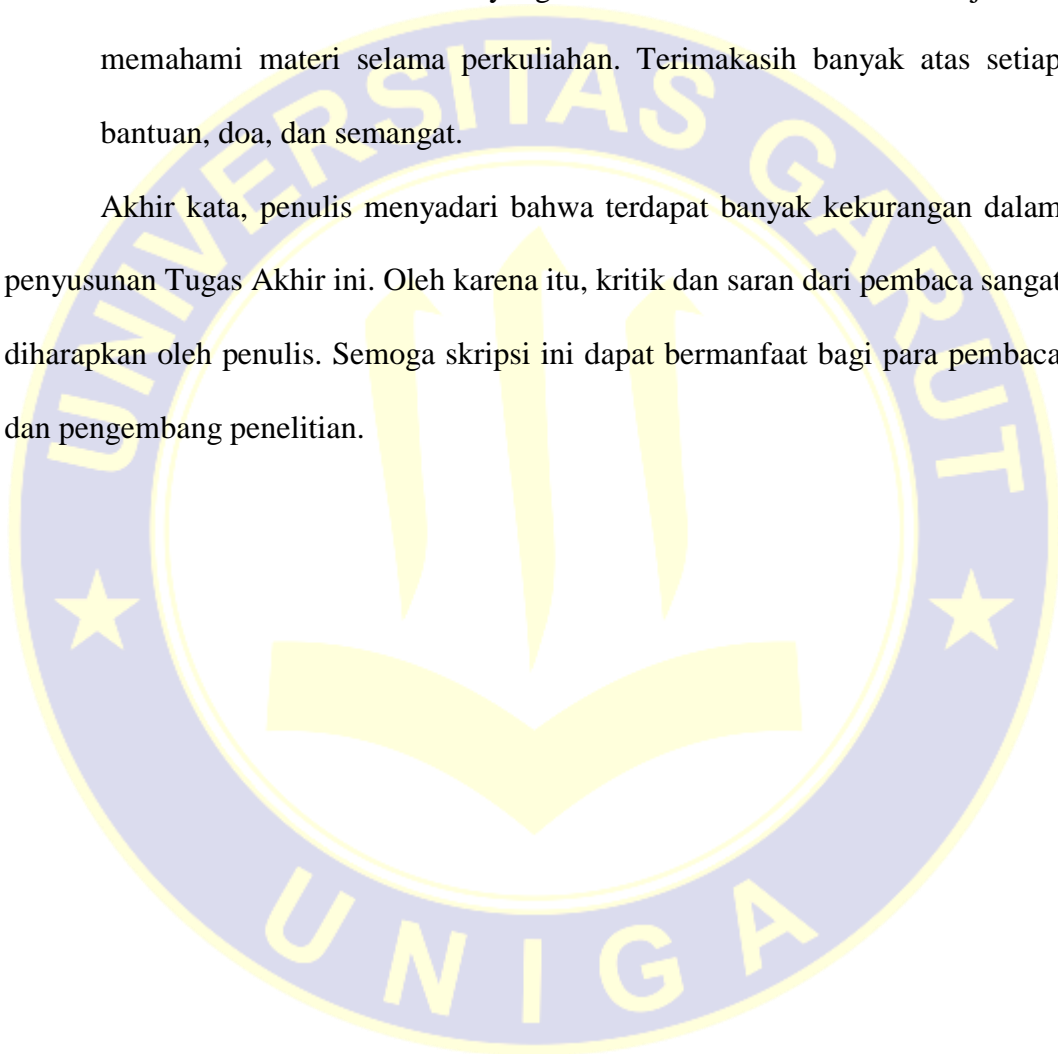 memahami materi selama perkuliahan. Terimakasih banyak atas setiap
bantuan, doa, dan semangat.
Akhir kata, penulis menyadari bahwa terdapat banyak kekurangan dalam
penyusunan Tugas Akhir ini. Oleh karena itu, kritik dan saran dari pembaca sangat
diharapkan oleh penulis. Semoga skripsi ini dapat bermanfaat bagi para pembaca
dan pengembang penelitian.
UNIVERSITAS GARUT
UNIGA